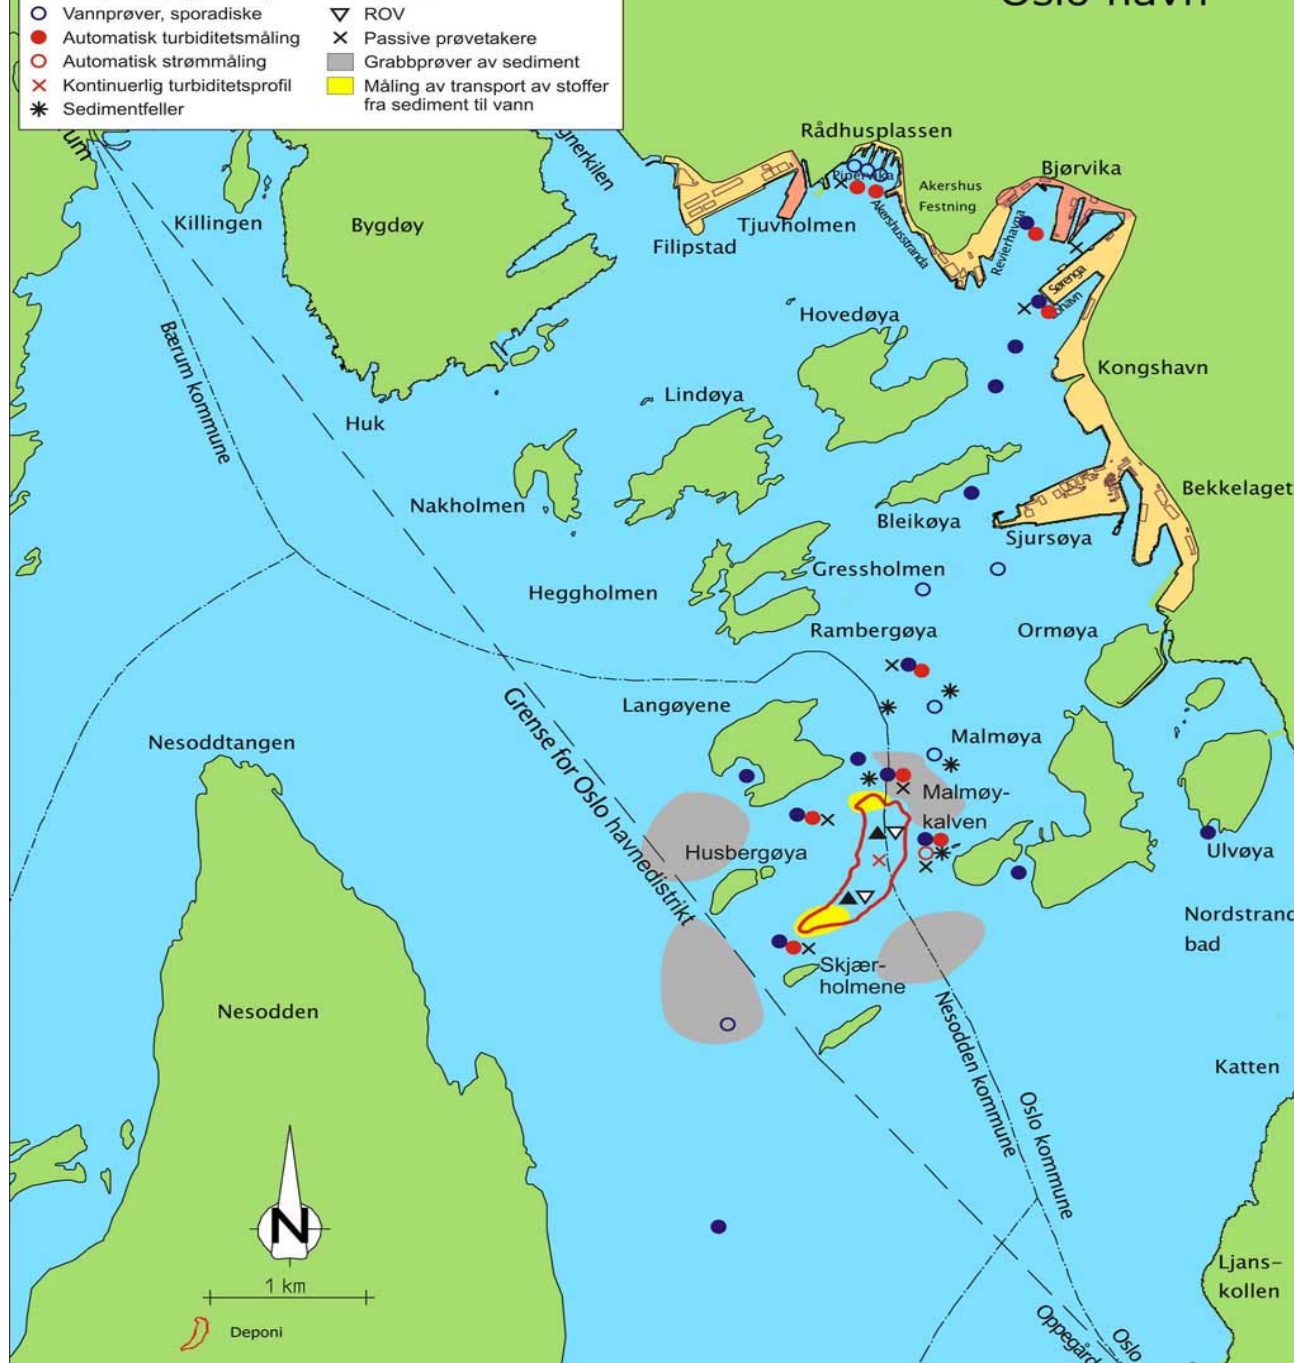 Oslo havn
Vannprøver, sporadiske
Automatisk turbiditetsmåling
Automatisk strømmåling
Kontinuerlig turbiditetsprofil
Sedimentfeller
ROV
Passive prøvetakere
Grabbprøver av sediment
Måling av transport av stoffer
fra sediment til vann
um
gnerkilen
Rådhusplassen
Pipervika
Akershus
Festning
Bjørvika
Killingen
Bygdøy
Tjuvholmen
Filipstad
Akershusstranda
Revierhavna
Sørenga
havn
Hovedøya
Bærum kommune
Kongshavn
Lindøya
Huk
Nakholmen
Bekkelaget
Bleikøya
Sjursøya
Gressholmen
Heggholmen
Rambergøya
Ormøya
Langøyene
Grense for Oslo havnedistrikt
Malmøya
Nesoddtangen
Malmøy-
kalven
Husbergøya
Ulvøya
Nordstrand
bad
Skjær-
holmene
Nesodden
Nesodden kommune
Oslo kommune
Katten
N
1 km
Ljans-
kollen
Deponi
Oppegård
Oslo